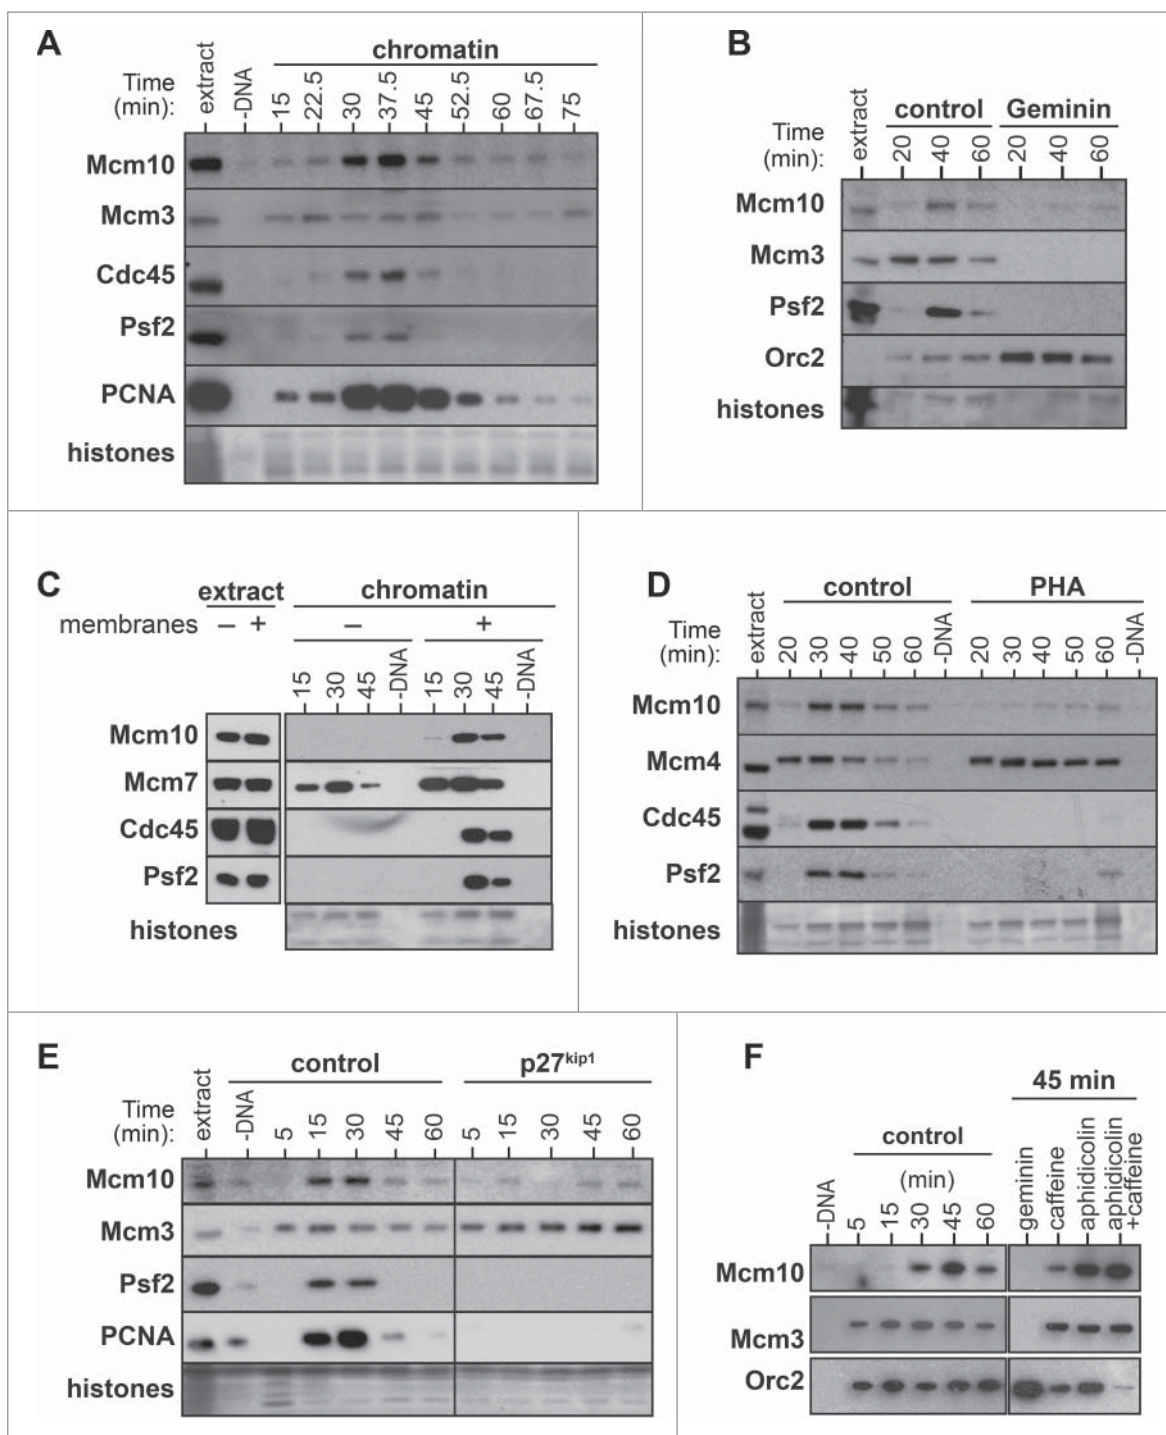 A
chromatin
Time (min): extract -DNA 15 22.5 30 37.5 45 52.5 60 67.5 75
Mcm10
Mcm3
Cdc45
Psf2
PCNA
histones
B
control Geminin
Time (min): extract 20 40 60 20 40 60
Mcm10
Mcm3
Psf2
Orc2
histones
C
extract chromatin
membranes – + – +
15 30 45 -DNA 15 30 45 -DNA
Mcm10
Mcm7
Cdc45
Psf2
histones
D
control PHA
Time (min): extract 20 30 40 50 60 -DNA 20 30 40 50 60 -DNA
Mcm10
Mcm4
Cdc45
Psf2
histones
E
control p27kip1
Time (min): extract -DNA 5 15 30 45 60 5 15 30 45 60
Mcm10
Mcm3
Psf2
PCNA
histones
F
45 min
control
(min)
-DNA 5 15 30 45 60 geminin caffeine aphidicolin aphidicolin +caffeine
Mcm10
Mcm3
Orc2